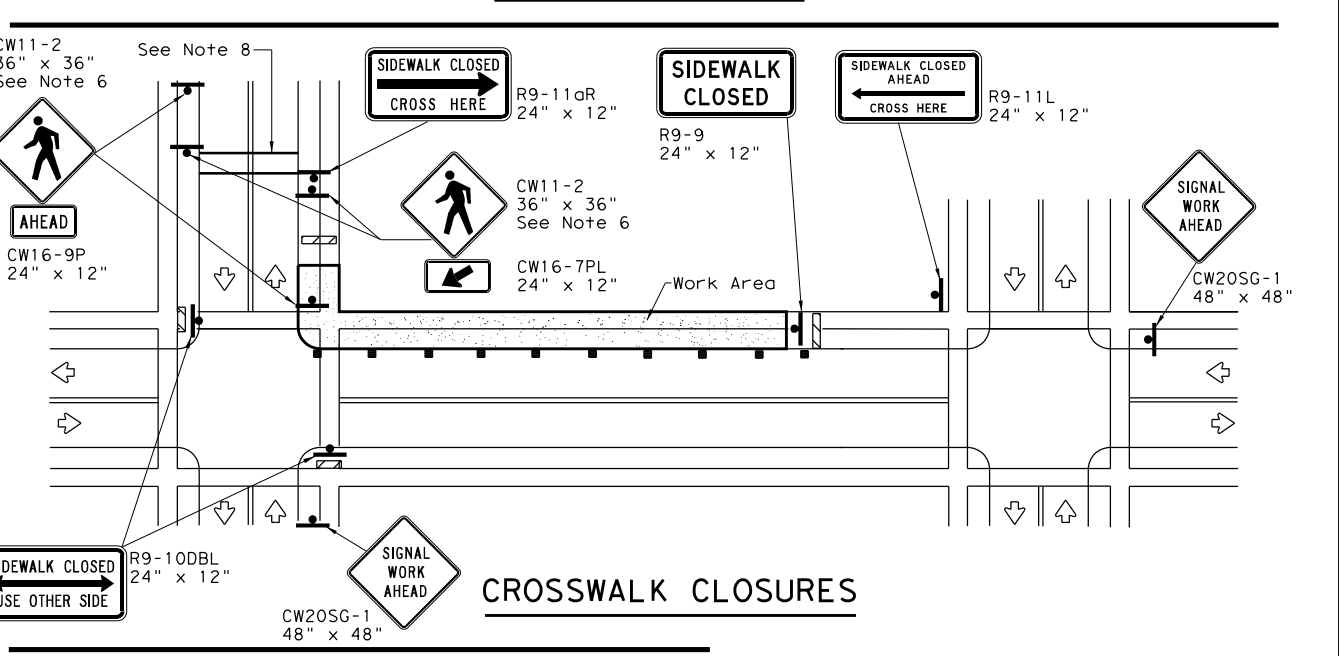 CW11-2
36" x 36"
See Note 6
AHEAD
CW16-9P
24" x 12"
See Note 8
SIDEWALK CLOSED
CROSS HERE
R9-11aR
24" x 12"
CW11-2
36" x 36"
See Note 6
CW16-7PL
24" x 12"
SIDEWALK
CLOSED
R9-9
24" x 12"
SIDEWALK CLOSED
AHEAD
CROSS HERE
R9-11L
24" x 12"
SIGNAL
WORK
AHEAD
CW20SG-1
48" x 48"
Work Area
DEWALK CLOSED
USE OTHER SIDE
R9-10DBL
24" x 12"
SIGNAL
WORK
AHEAD
CW20SG-1
48" x 48"
CROSSWALK CLOSURES